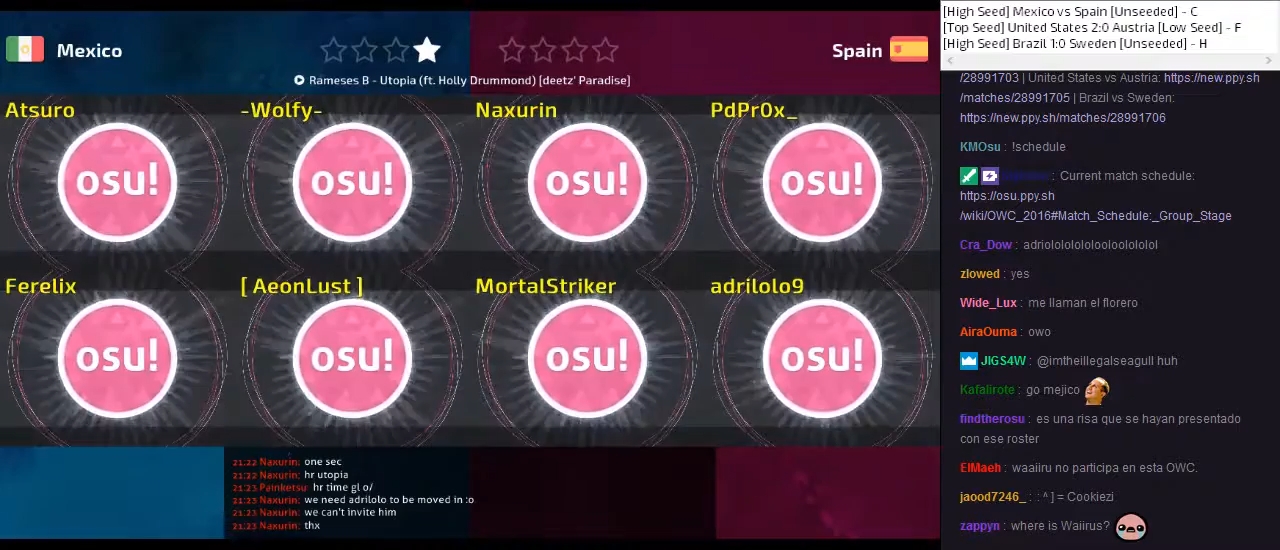 Mexico
Spain
Rameses B - Utopia (ft. Holly Drummond) [deetz' Paradise]
Atsuro
-Wolfy-
Naxurin
PdPr0x_
osu!
osu!
osu!
osu!
Ferelix
[ AeonLust ]
MortalStriker
adrilolo9
osu!
osu!
osu!
osu!
21:22 Naxurin: one sec
21:22 Naxurin: hr utopia
21:23 Painketsu: hr time gl o/
21:23 Naxurin: we need adrilolo to be moved in :o
21:23 Naxurin: we can't invite him
21:23 Naxurin: thx
[High Seed] Mexico vs Spain [Unseeded] - C
[Top Seed] United States 2:0 Austria [Low Seed] - F
[High Seed] Brazil 1:0 Sweden [Unseeded] - H
/28991703 | United States vs Austria: https://new.ppy.sh
/matches/28991705 | Brazil vs Sweden:
https://new.ppy.sh/matches/28991706
KMOsu : !schedule
: Current match schedule:
https://osu.ppy.sh
/wiki/OWC_2016#Match_Schedule:_Group_Stage
Cra_Dow : adriololololoolooloololol
zlowed : yes
Wide_Lux : me llaman el florero
AiraOuma : owo
JIGS4W : @imtheillegalseagull huh
Kafalirote : go mejico
findtherosu : es una risa que se hayan presentado
con ese roster
ElMaeh : waaiiru no participa en esta OWC.
jaood7246_ : : ^ ] = Cookiezi
zappyn : where is Waiirus?